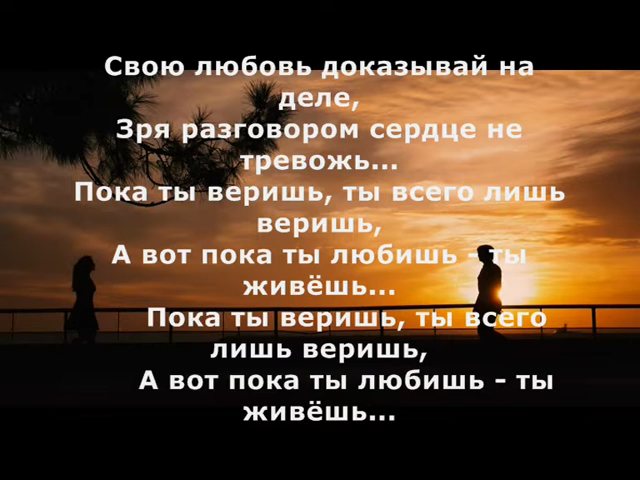 Свою любовь доказывай на
деле,
Зря разговором сердце не
тревожь...
Пока ты веришь, ты всего лишь
веришь,
А вот пока ты любишь - ты
живёшь...
Пока ты веришь, ты всего
лишь веришь,
А вот пока ты любишь - ты
живёшь...